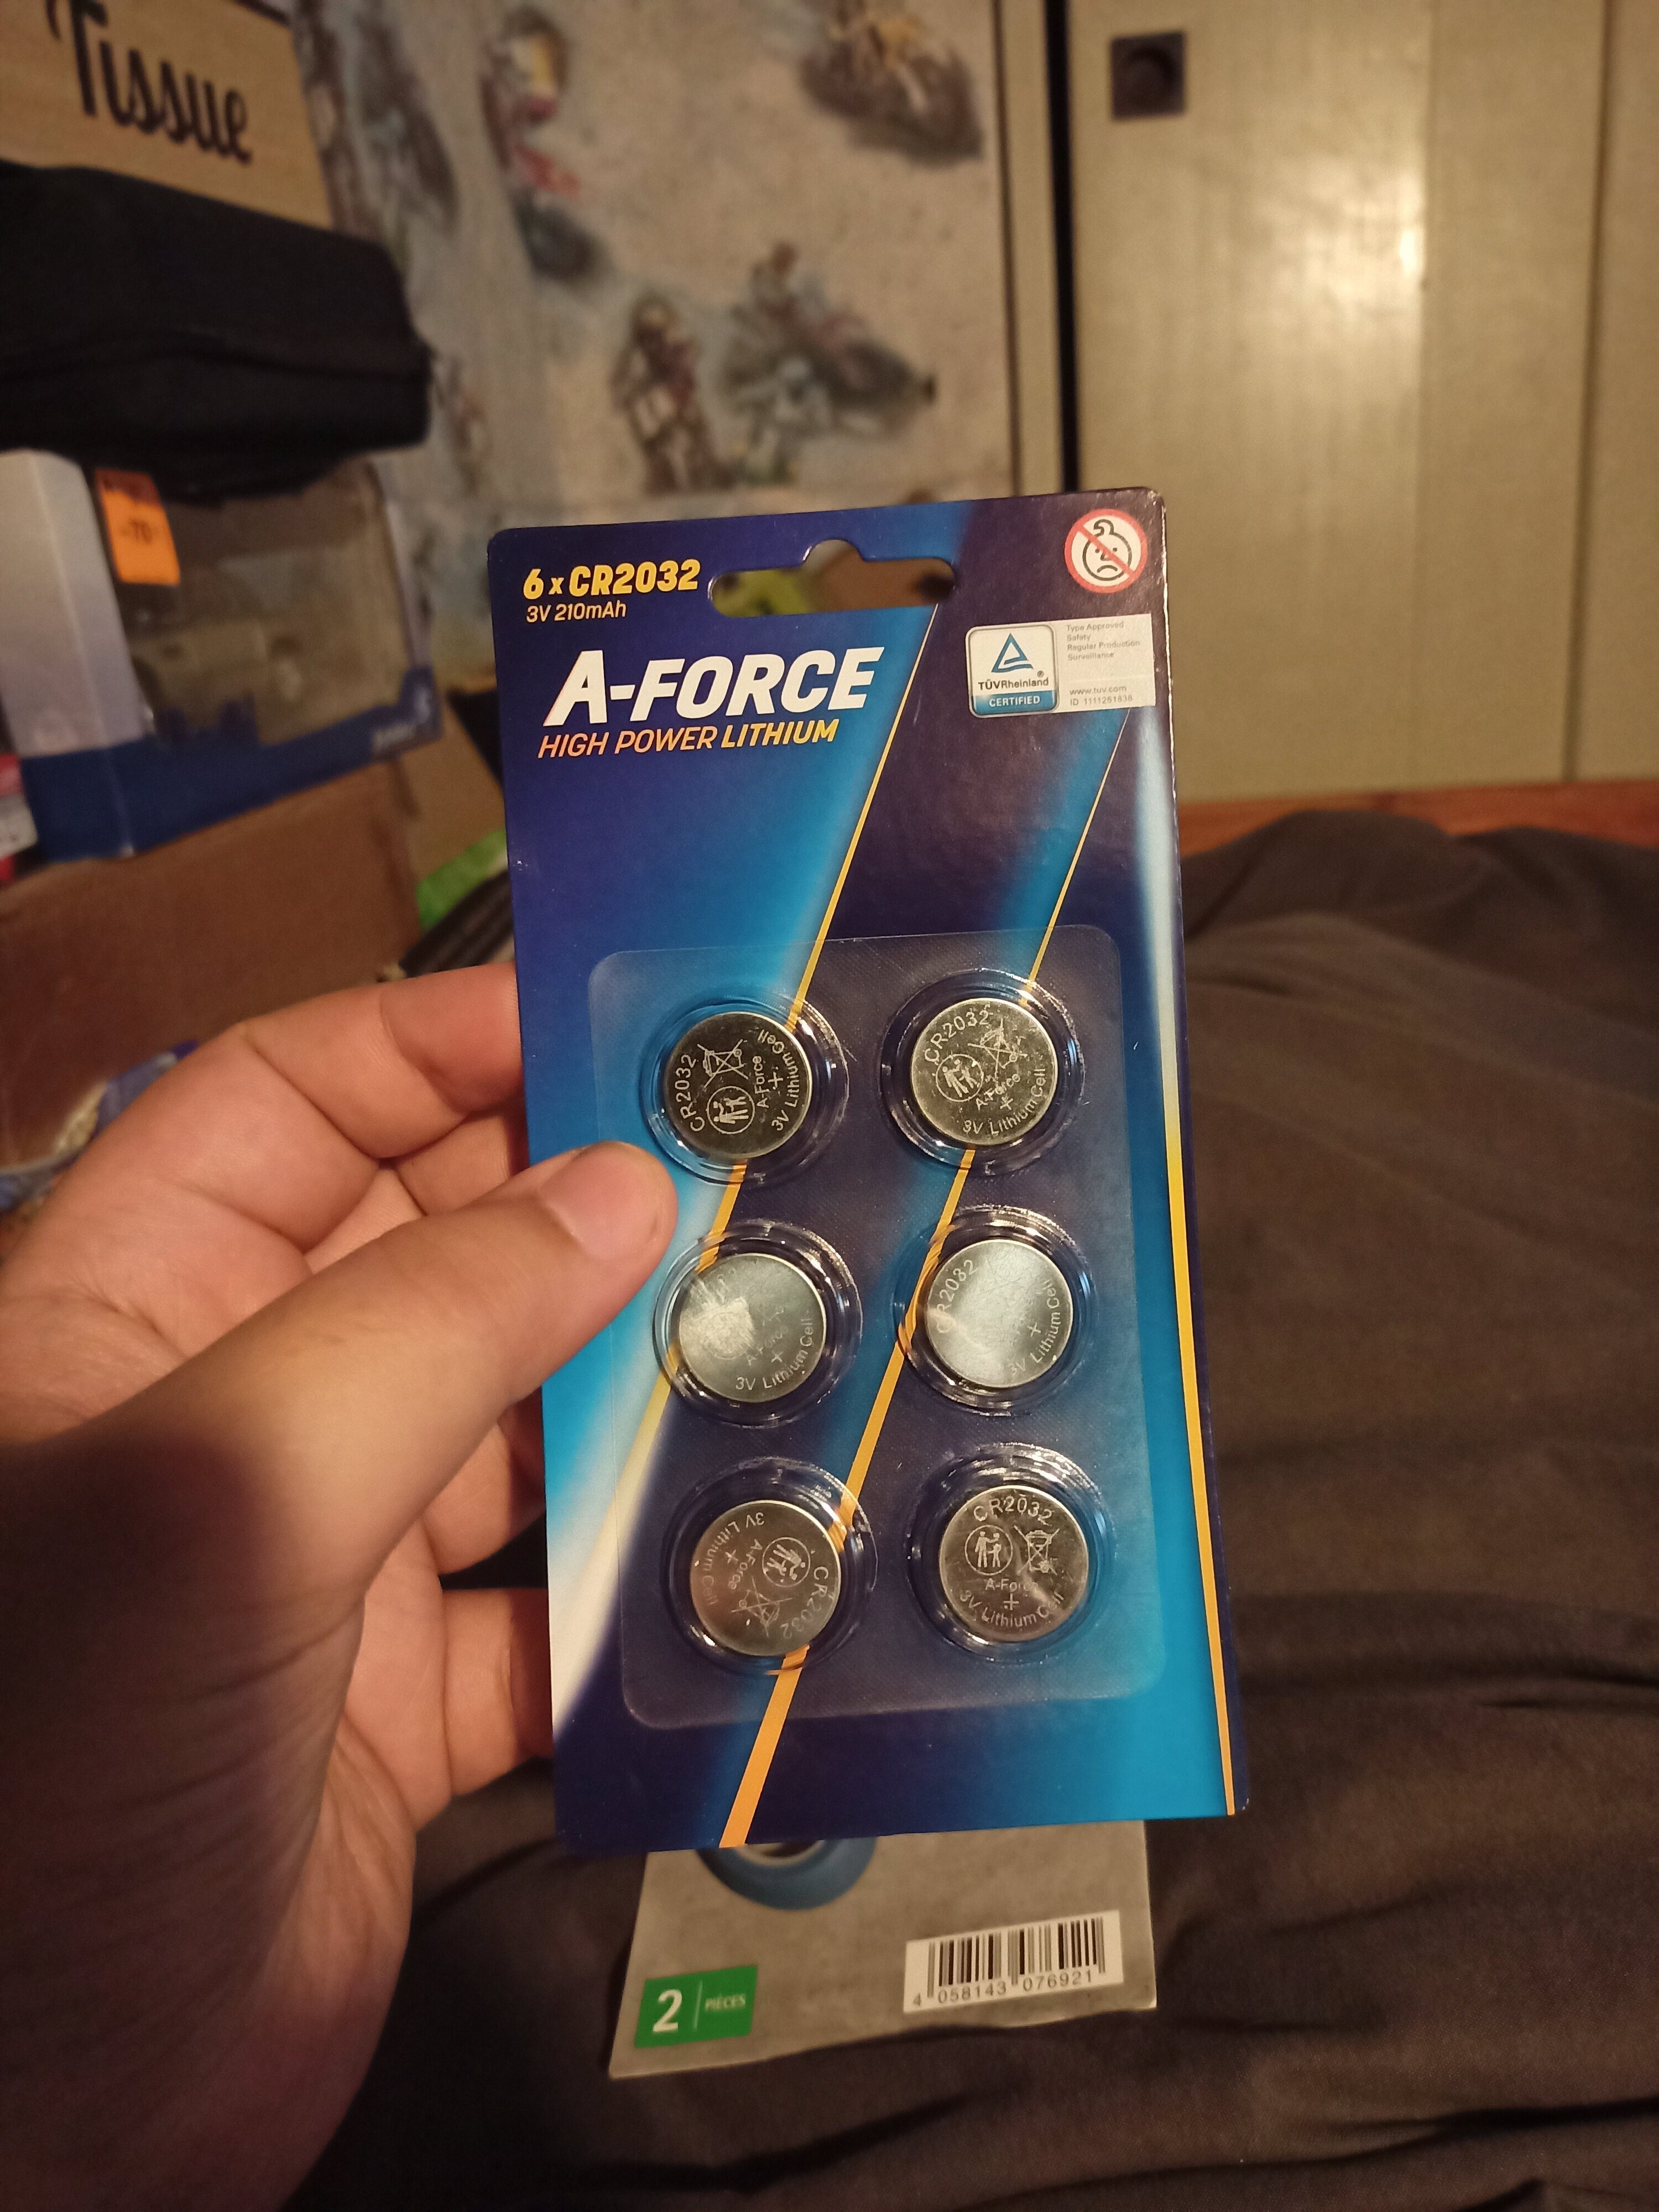 Tissue
-70
6 x CR2032
3V 210mAh
A-FORCE
HIGH POWER LITHIUM
TÜVRheinland®
CERTIFIED
Type Approved
Safety
Regular Production
Surveillance
www.tuv.com
ID 1111251838
CR2032
A-Force
+
3V Lithium Cell
CR2032
A-Force
+
3V Lithium Cell
A-Force
+
3V Lithium Cell
CR2032
+
3V Lithium Cell
CR2032
A-Force
+
3V Lithium Cell
CR2032
A-Force
+
3V Lithium Cell
2 PIÈCES
4 058143 076921